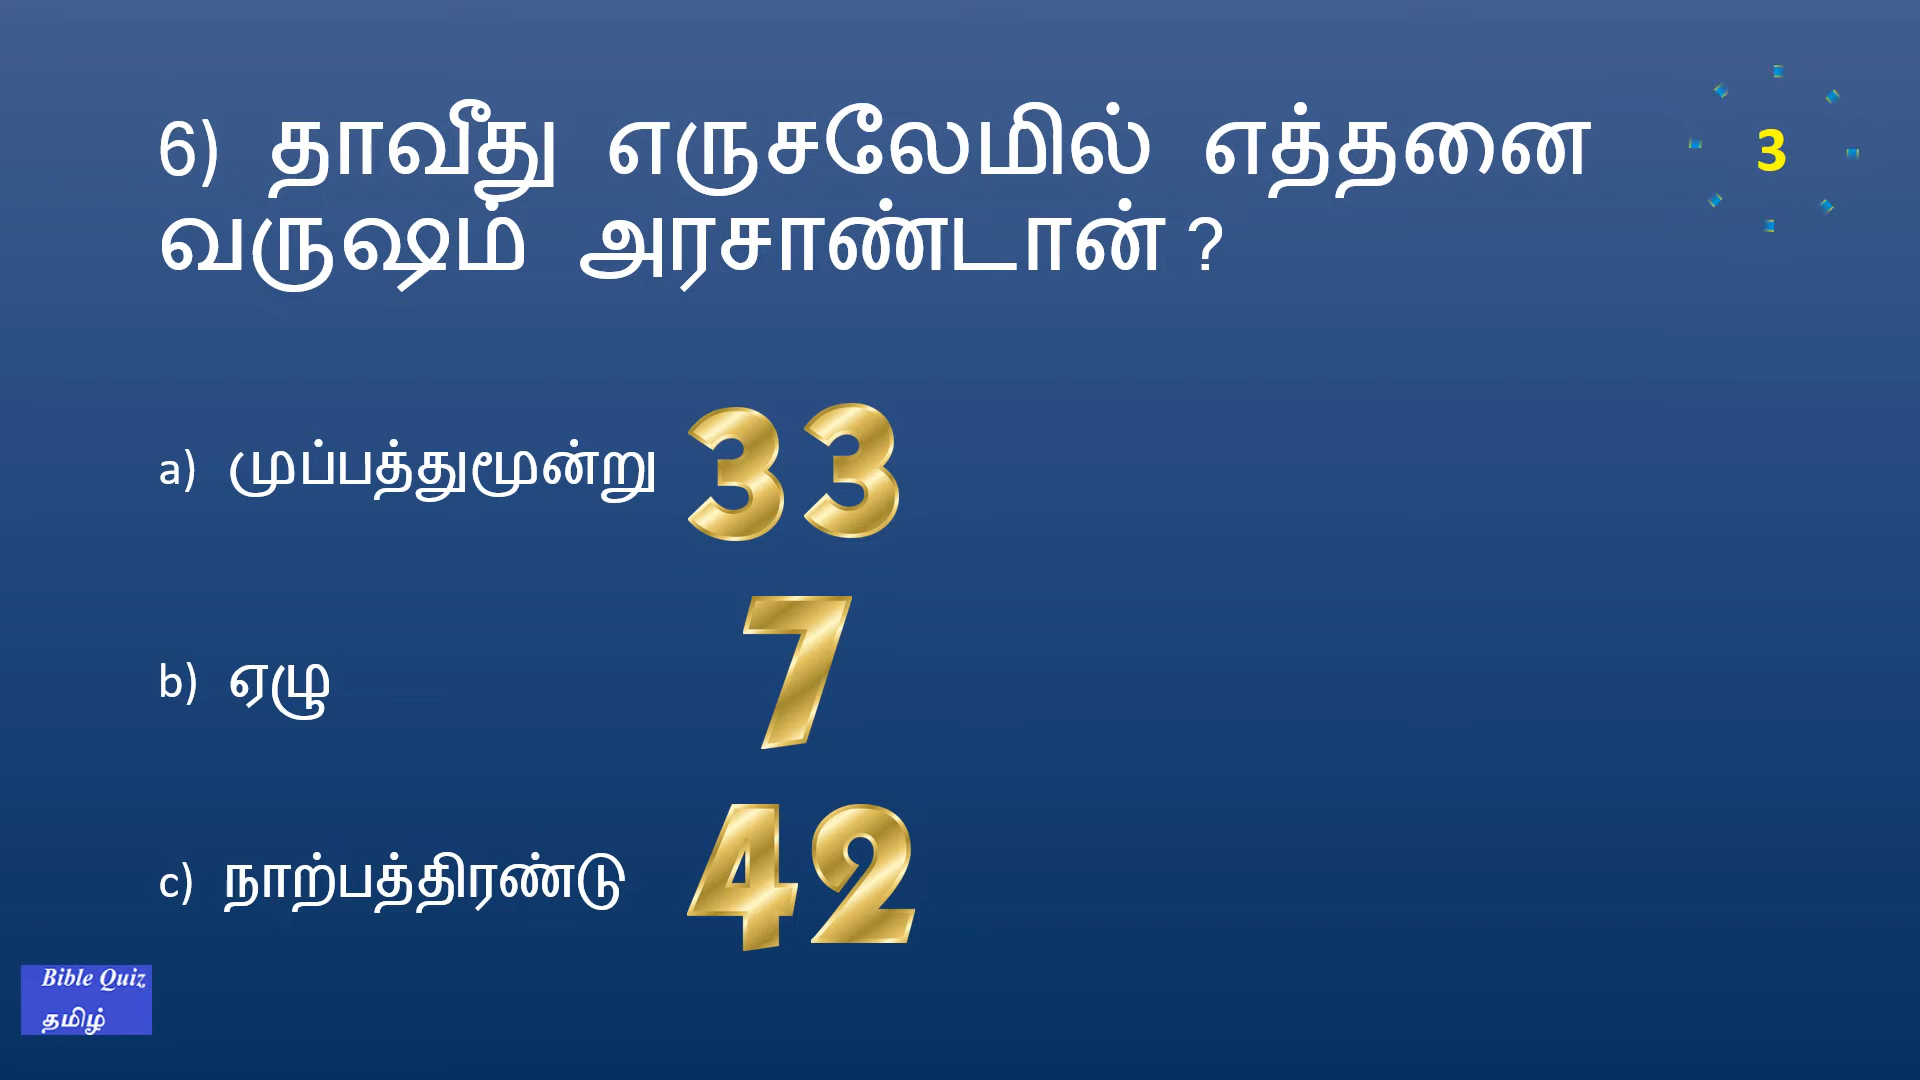 6) தாவீது எருசலேமில் எத்தனை
வருஷம் அரசாண்டான் ?
3
a) முப்பத்துமூன்று 33
b) ஏழு 7
c) நாற்பத்திரண்டு 42
Bible Quiz
தமிழ்